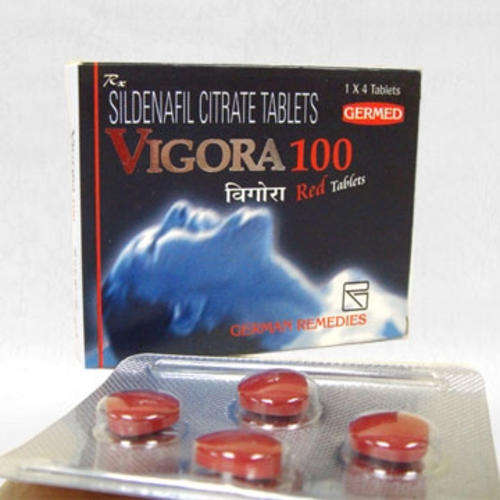 Rx
SILDENAFIL CITRATE TABLETS
1 X 4 Tablets
GERMED
VIGORA 100
विगोरा Red Tablets
GERMAN REMEDIES